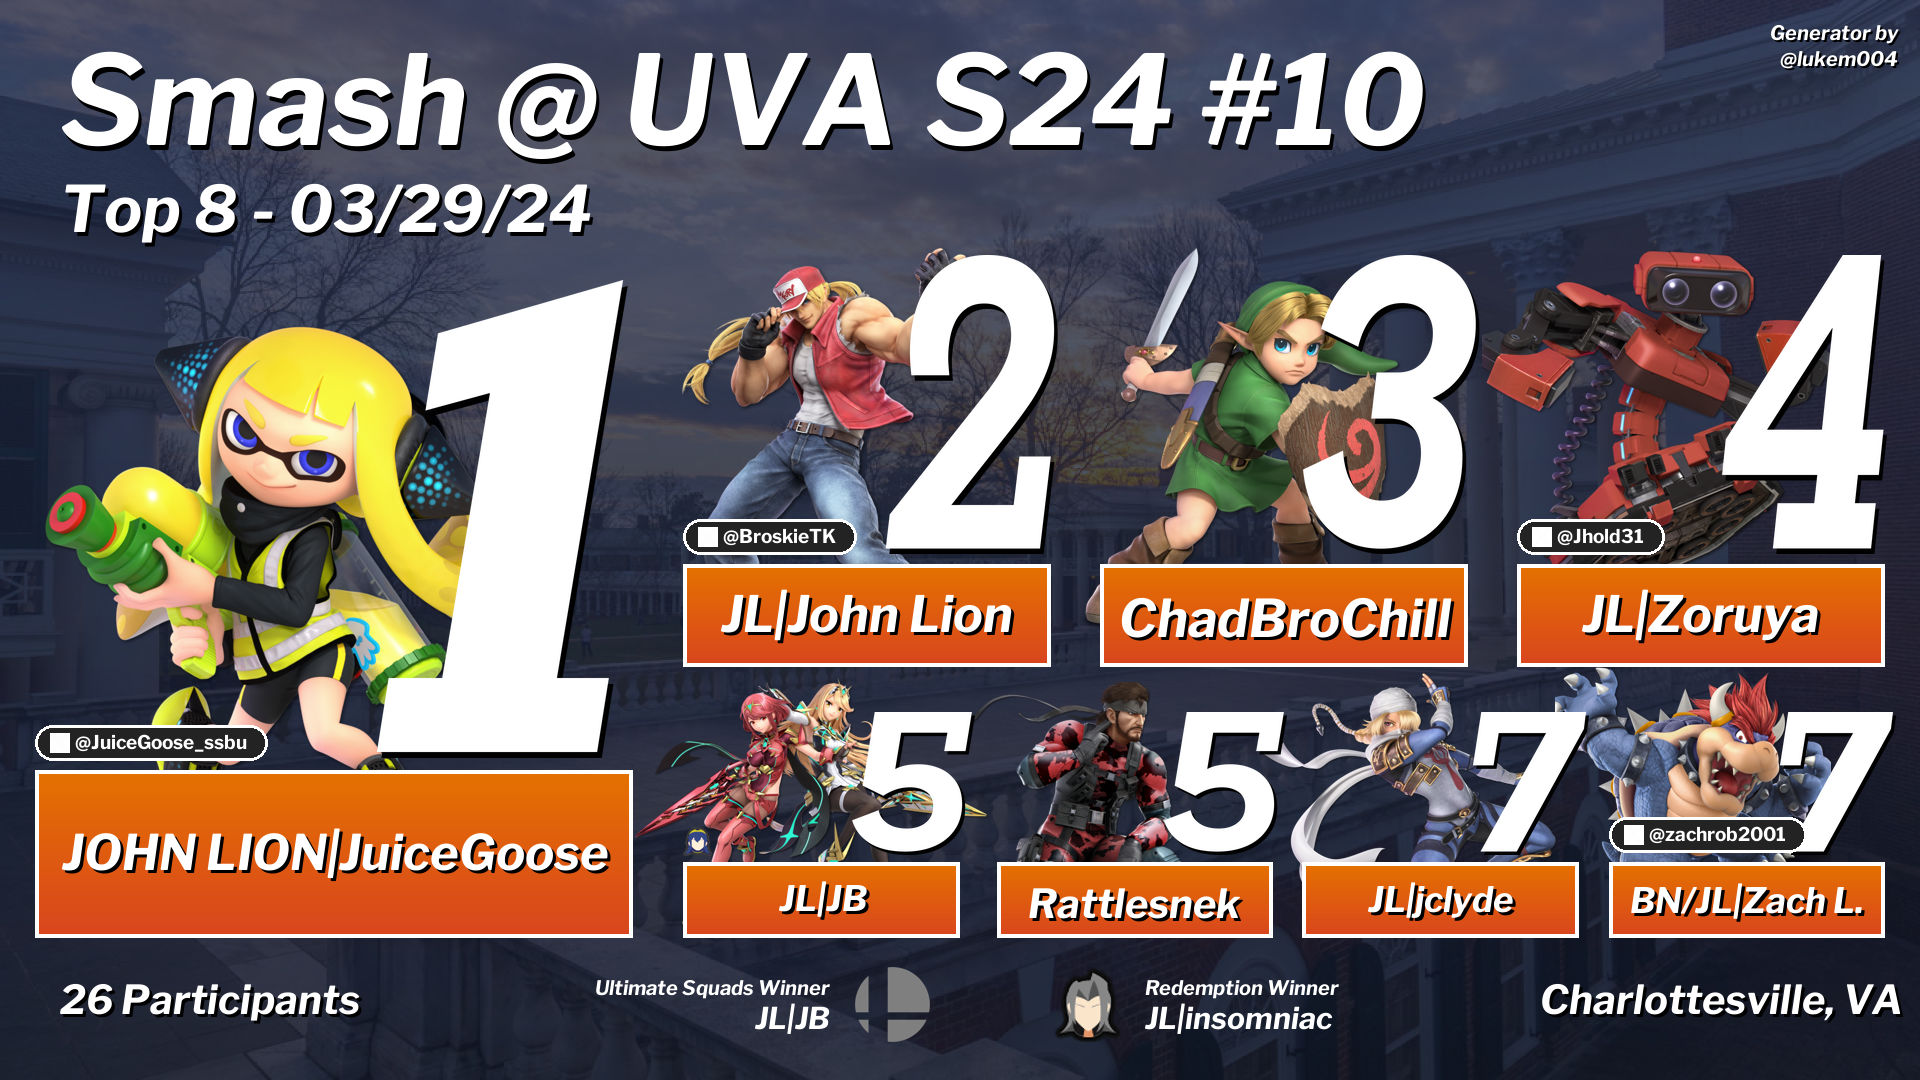 Smash @ UVA S24 #10
Generator by
@lukem004
Top 8 - 03/29/24
1
@JuiceGoose_ssbu
JOHN LION|JuiceGoose
2
@BroskieTK
JL|John Lion
3
ChadBroChill
4
@Jhold31
JL|Zoruya
5
JL|JB
5
Rattlesnek
7
JL|jclyde
7
@zachrob2001
BN/JL|Zach L.
26 Participants
Ultimate Squads Winner
JL|JB
Redemption Winner
JL|insomniac
Charlottesville, VA